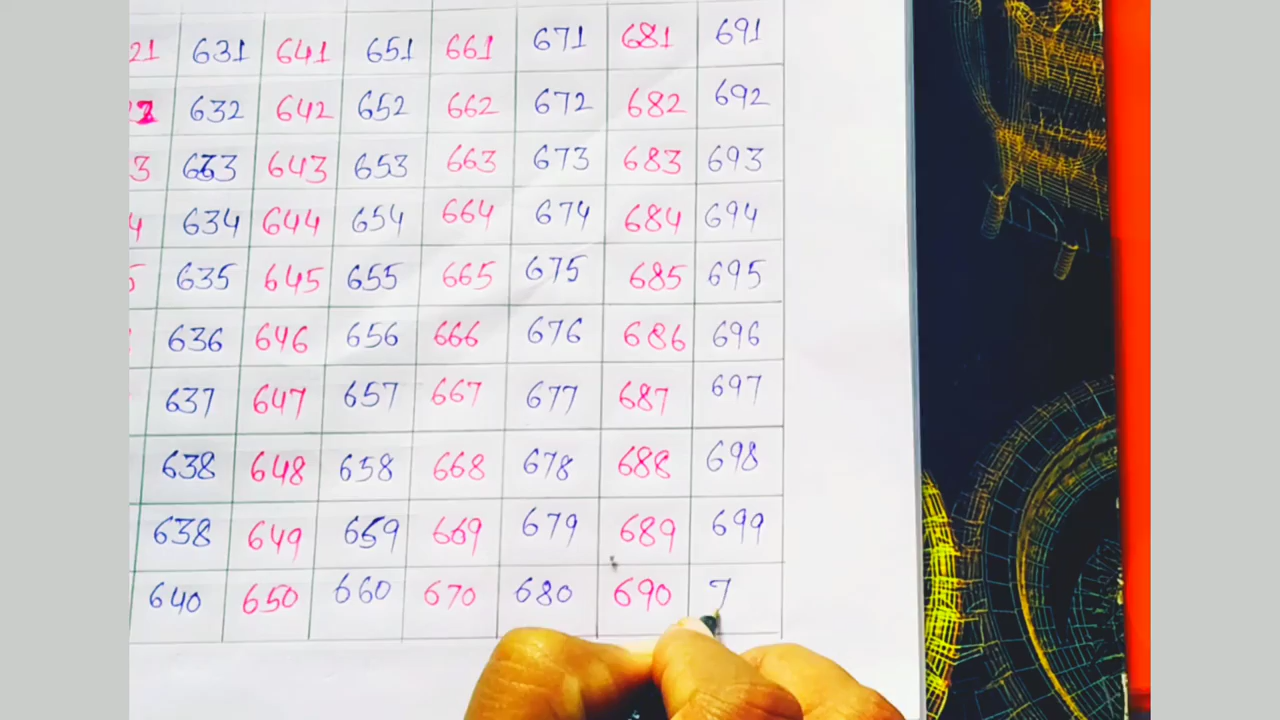 21 631 641 651 661 671 681 691
632 642 652 662 672 682 692
3 633 643 653 663 673 683 693
4 634 644 654 664 674 684 694
5 635 645 655 665 675 685 695
636 646 656 666 676 686 696
637 647 657 667 677 687 697
638 648 658 668 678 688 698
638 649 659 669 679 689 699
640 650 660 670 680 690 7